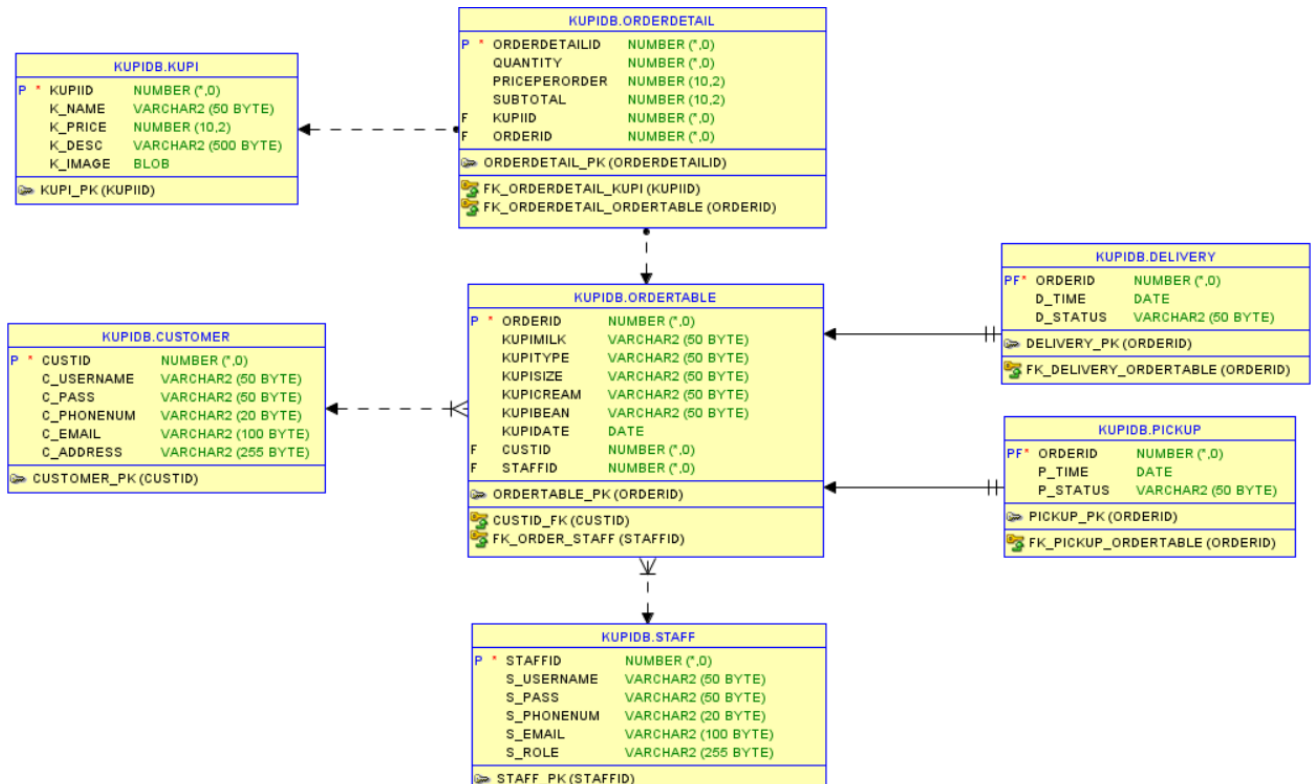 KUPIDB.KUPI
P * KUPIID NUMBER (*,0)
K_NAME VARCHAR2 (50 BYTE)
K_PRICE NUMBER (10,2)
K_DESC VARCHAR2 (500 BYTE)
K_IMAGE BLOB
KUPI_PK (KUPIID)
KUPIDB.ORDERDETAIL
P * ORDERDETAILID NUMBER (*,0)
QUANTITY NUMBER (*,0)
PRICEPERORDER NUMBER (10,2)
SUBTOTAL NUMBER (10,2)
F KUPIID NUMBER (*,0)
F ORDERID NUMBER (*,0)
ORDERDETAIL_PK (ORDERDETAILID)
FK_ORDERDETAIL_KUPI (KUPIID)
FK_ORDERDETAIL_ORDERTABLE (ORDERID)
KUPIDB.CUSTOMER
P * CUSTID NUMBER (*,0)
C_USERNAME VARCHAR2 (50 BYTE)
C_PASS VARCHAR2 (50 BYTE)
C_PHONENUM VARCHAR2 (20 BYTE)
C_EMAIL VARCHAR2 (100 BYTE)
C_ADDRESS VARCHAR2 (255 BYTE)
CUSTOMER_PK (CUSTID)
KUPIDB.ORDERTABLE
P * ORDERID NUMBER (*,0)
KUPIMILK VARCHAR2 (50 BYTE)
KUPITYPE VARCHAR2 (50 BYTE)
KUPISIZE VARCHAR2 (50 BYTE)
KUPICREAM VARCHAR2 (50 BYTE)
KUPIBEAN VARCHAR2 (50 BYTE)
KUPIDATE DATE
F CUSTID NUMBER (*,0)
F STAFFID NUMBER (*,0)
ORDERTABLE_PK (ORDERID)
CUSTID_FK (CUSTID)
FK_ORDER_STAFF (STAFFID)
KUPIDB.DELIVERY
PF* ORDERID NUMBER (*,0)
D_TIME DATE
D_STATUS VARCHAR2 (50 BYTE)
DELIVERY_PK (ORDERID)
FK_DELIVERY_ORDERTABLE (ORDERID)
KUPIDB.PICKUP
PF* ORDERID NUMBER (*,0)
P_TIME DATE
P_STATUS VARCHAR2 (50 BYTE)
PICKUP_PK (ORDERID)
FK_PICKUP_ORDERTABLE (ORDERID)
KUPIDB.STAFF
P * STAFFID NUMBER (*,0)
S_USERNAME VARCHAR2 (50 BYTE)
S_PASS VARCHAR2 (50 BYTE)
S_PHONENUM VARCHAR2 (20 BYTE)
S_EMAIL VARCHAR2 (100 BYTE)
S_ROLE VARCHAR2 (255 BYTE)
STAFF_PK (STAFFID)